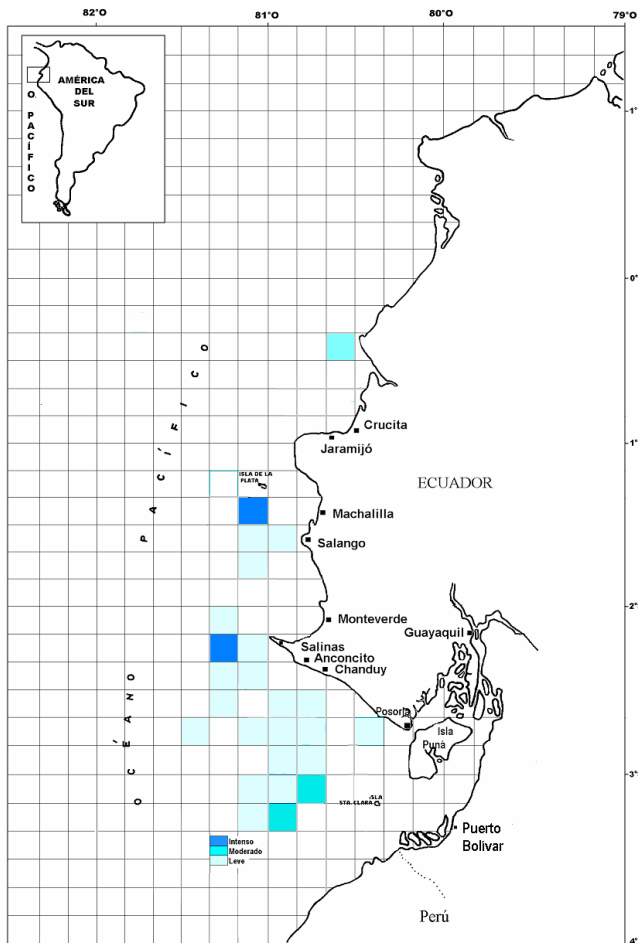 82°O 81°O 80°O 79°O
AMÉRICA
DEL
SUR
O. PACÍFICO
1°
0°
OCÉANO PACÍFICO
Crucita
Jaramijó
1°
ISLA DE LA
PLATA
ECUADOR
Machalilla
Salango
2°
Monteverde
Guayaquil
Salinas
Anconcito
Chanduy
Posorja
Isla
Puná
3°
ISLA
STA. CLARA
Puerto
Bolivar
Intenso
Moderado
Leve
Perú
4°